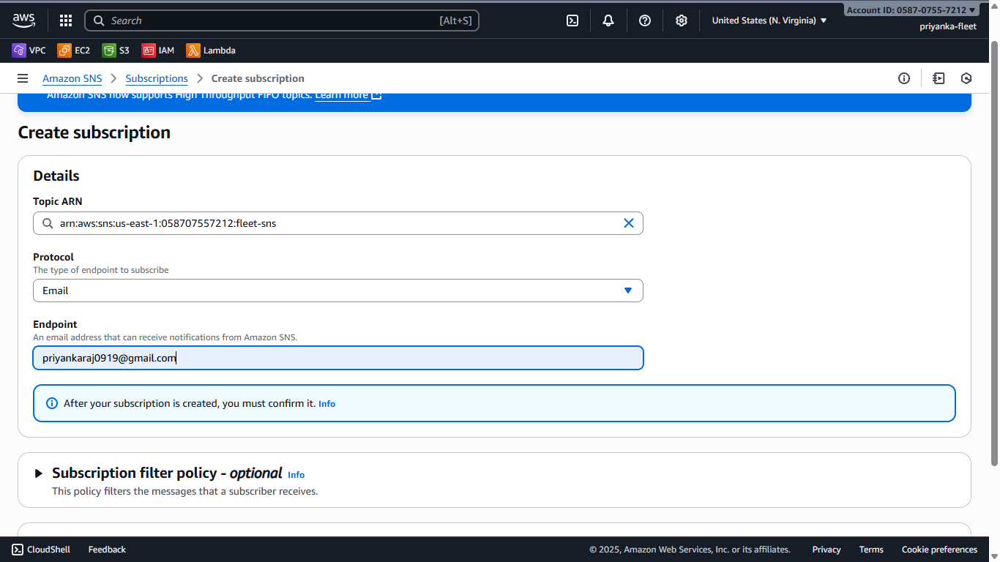 aws
Search [Alt+S]
United States (N. Virginia)
Account ID: 0587-0755-7212
priyanka-fleet
VPC EC2 S3 IAM Lambda
Amazon SNS Subscriptions Create subscription
Amazon SNS now supports High Throughput FIFO topics. Learn more
Create subscription
Details
Topic ARN
arn:aws:sns:us-east-1:058707557212:fleet-sns
Protocol
The type of endpoint to subscribe
Email
Endpoint
An email address that can receive notifications from Amazon SNS.
priyankaraj0919@gmail.com
After your subscription is created, you must confirm it. Info
Subscription filter policy - optional Info
This policy filters the messages that a subscriber receives.
CloudShell Feedback © 2025, Amazon Web Services, Inc. or its affiliates. Privacy Terms Cookie preferences